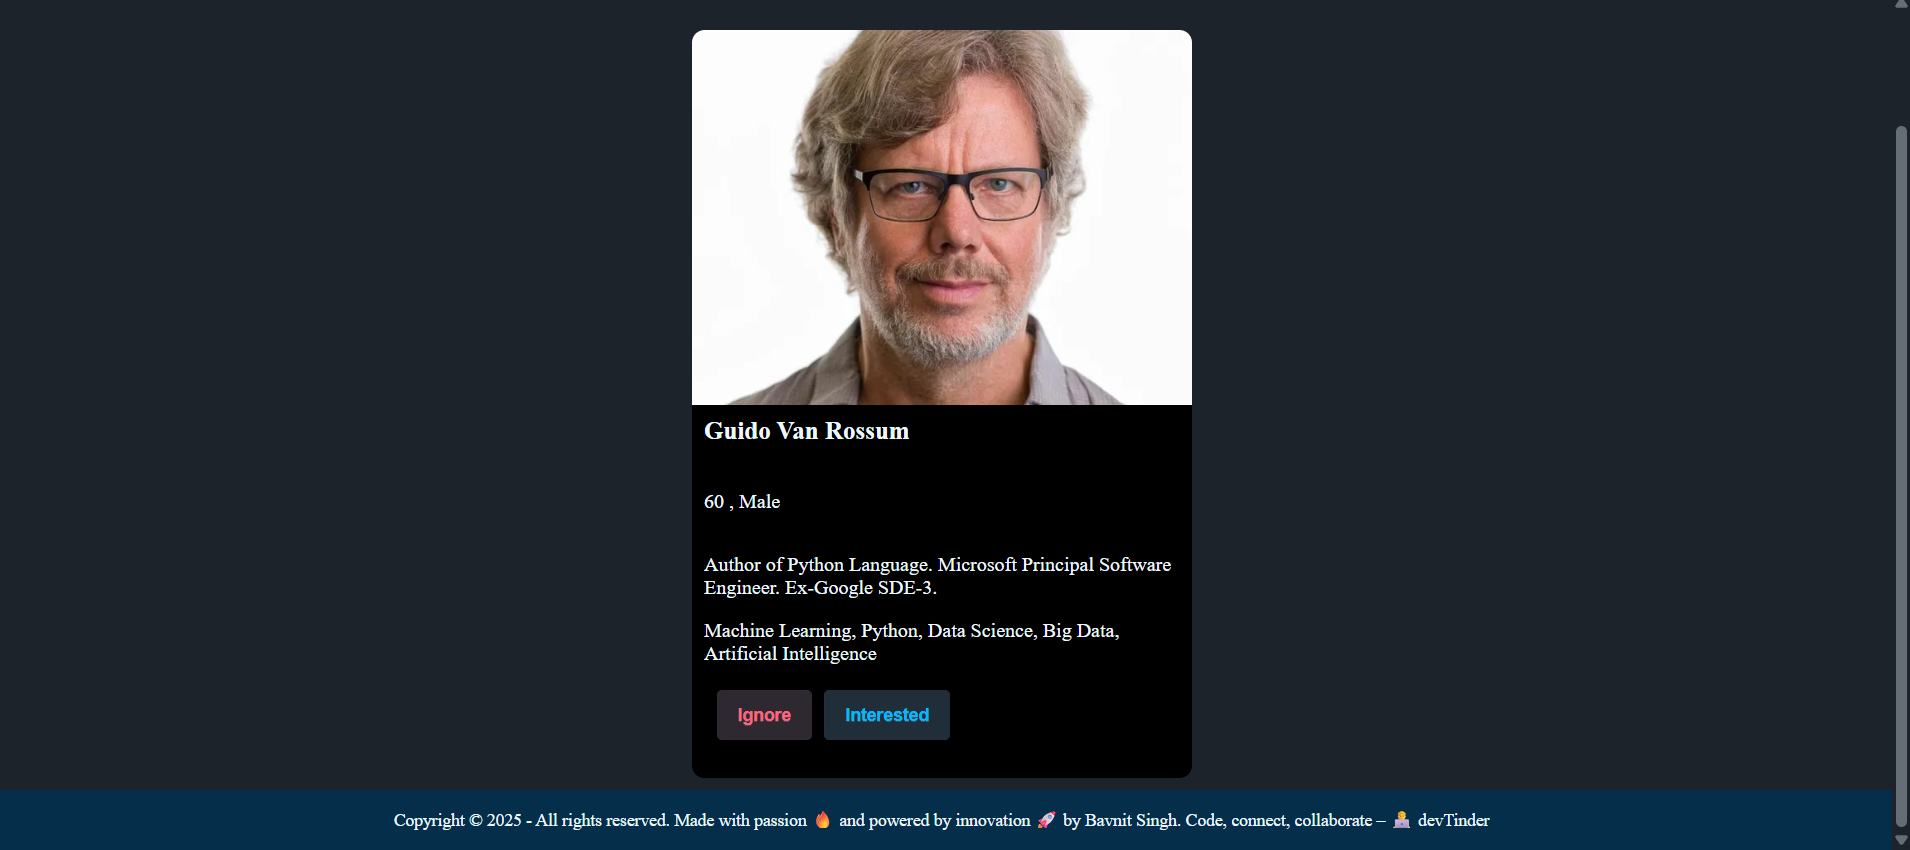 Guido Van Rossum
60 , Male
Author of Python Language. Microsoft Principal Software
Engineer. Ex-Google SDE-3.
Machine Learning, Python, Data Science, Big Data,
Artificial Intelligence
Ignore Interested
Copyright © 2025 - All rights reserved. Made with passion 🔥 and powered by innovation 🚀 by Bavnit Singh. Code, connect, collaborate – 🧑‍💻 devTinder